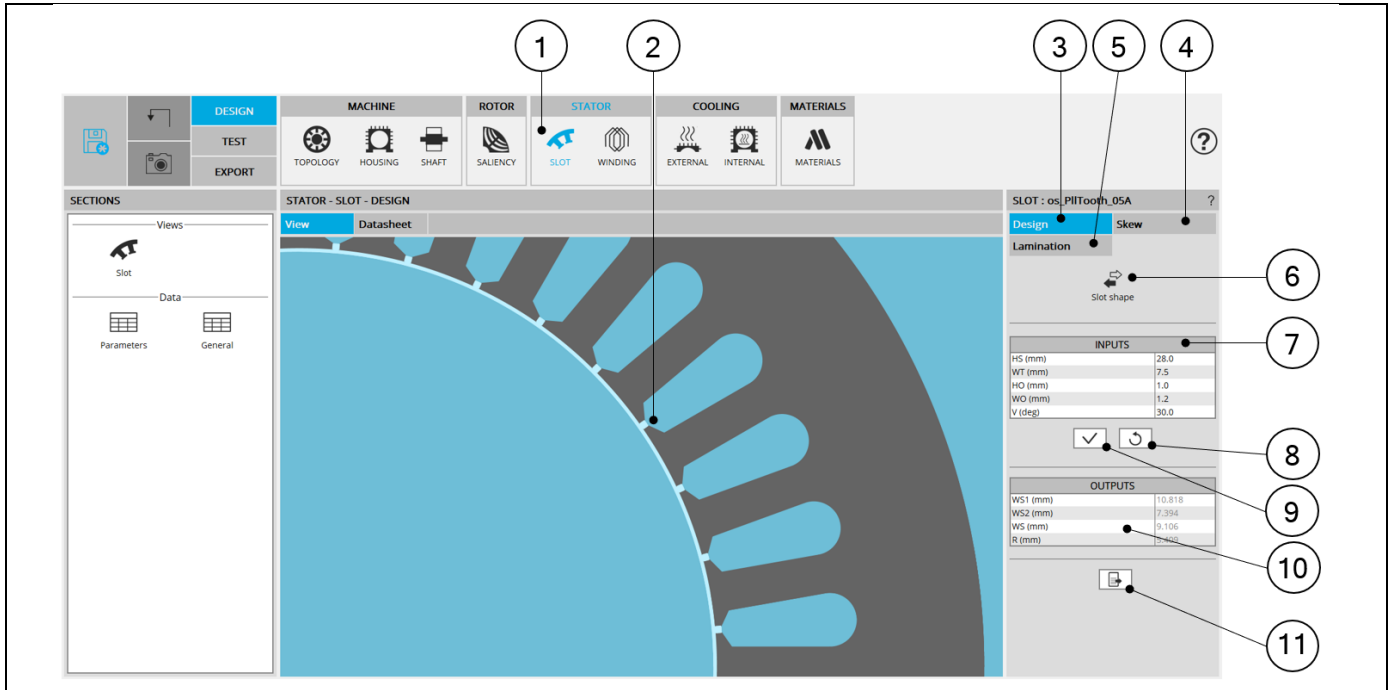 1 2 3 5 4
MACHINE ROTOR STATOR COOLING MATERIALS
DESIGN
TEST
EXPORT
TOPOLOGY HOUSING SHAFT SALIENCY SLOT WINDING EXTERNAL INTERNAL MATERIALS
?
SECTIONS
Views
Slot
Data
Parameters General
STATOR - SLOT - DESIGN
View Datasheet
SLOT : os_PllTooth_05A ?
Design Skew
Lamination
Slot shape
6
INPUTS
7
HS (mm) 28.0
WT (mm) 7.5
HO (mm) 1.0
WO (mm) 1.2
V (deg) 30.0
8
9
OUTPUTS
WS1 (mm) 10.818
WS2 (mm) 7.394
WS (mm) 9.106
R (mm)
10
11